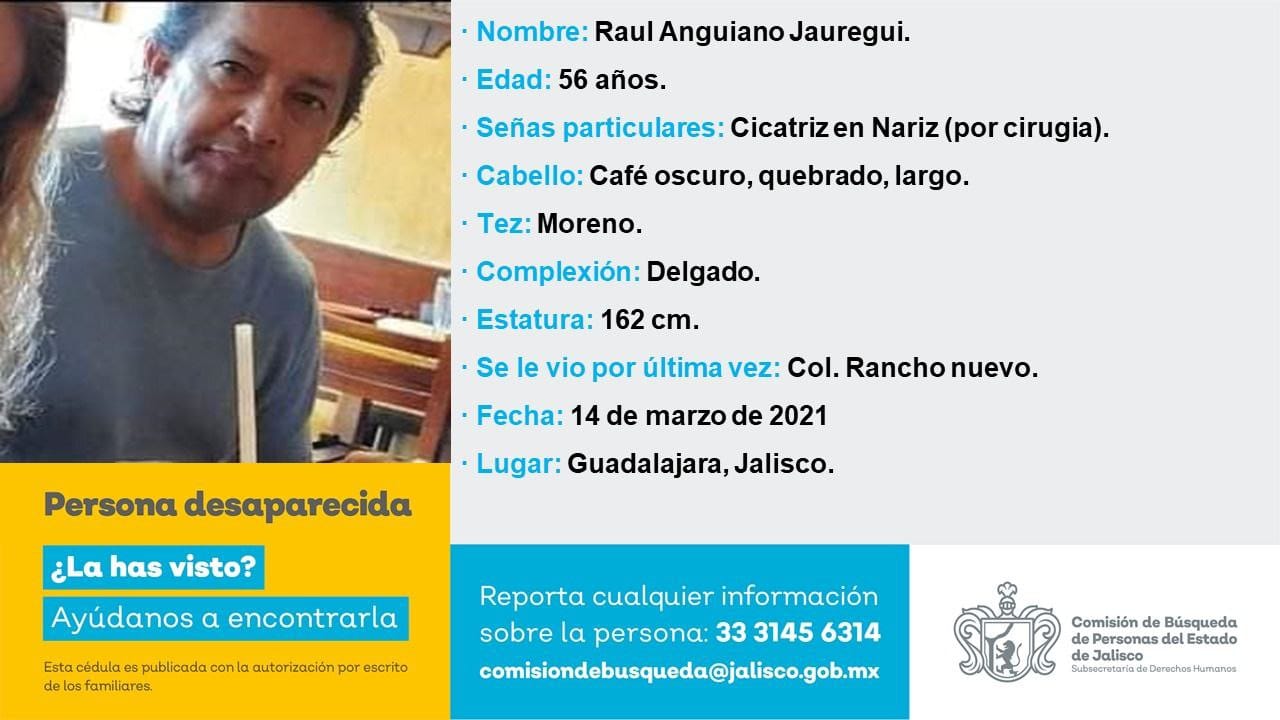 · Nombre: Raul Anguiano Jauregui.
· Edad: 56 años.
· Señas particulares: Cicatriz en Nariz (por cirugia).
· Cabello: Café oscuro, quebrado, largo.
· Tez: Moreno.
· Complexión: Delgado.
· Estatura: 162 cm.
· Se le vio por última vez: Col. Rancho nuevo.
· Fecha: 14 de marzo de 2021
· Lugar: Guadalajara, Jalisco.
Persona desaparecida
¿La has visto?
Ayúdanos a encontrarla
Esta cédula es publicada con la autorización por escrito
de los familiares.
Reporta cualquier información
sobre la persona: 33 3145 6314
comisiondebusqueda@jalisco.gob.mx
Comisión de Búsqueda
de Personas del Estado
de Jalisco
Subsecretaría de Derechos Humanos